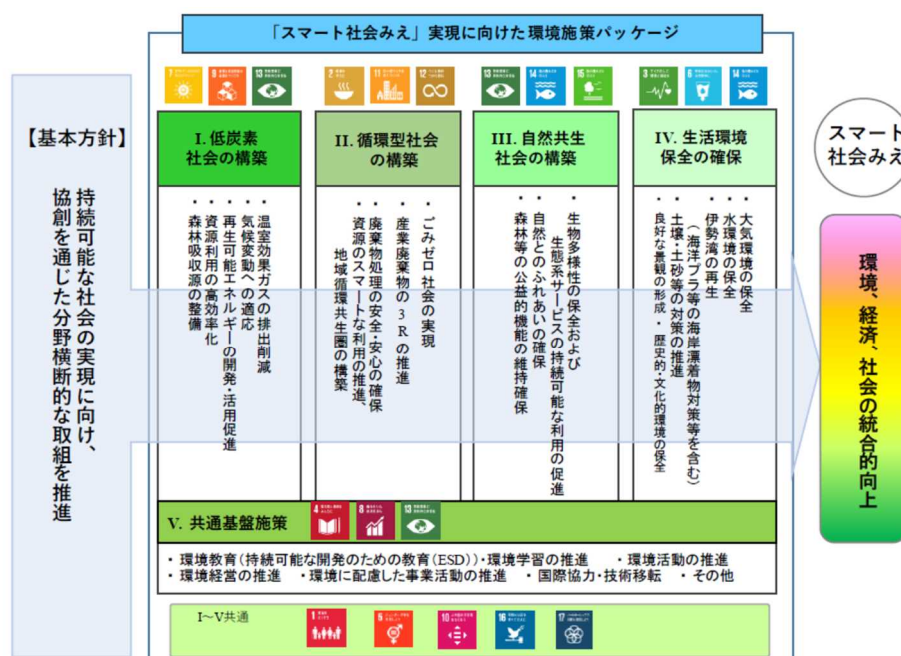 「スマート社会みえ」実現に向けた環境施策パッケージ
【基本方針】
持続可能な社会の実現に向け、
協創を通じた分野横断的な取組を推進
7
9
13
I. 低炭素
社会の構築
・温室効果ガスの排出削減
・気候変動への適応
・再生可能エネルギーの開発・活用促進
・資源利用の高効率化
・森林吸収源の整備
2
11
12
II. 循環型社会
の構築
・ごみゼロ社会の実現
・産業廃棄物の3Rの推進
・廃棄物処理の安全・安心の確保
・資源のスマートな利用の推進、
地域循環共生圏の構築
13
14
15
III. 自然共生
社会の構築
・生物多様性の保全および
生態系サービスの持続可能な利用の促進
・自然とのふれあいの確保
・森林等の公益的機能の維持確保
3
6
14
IV. 生活環境
保全の確保
・大気環境の保全
・水環境の保全
・伊勢湾の再生
（海洋プラ等の海岸漂着物対策等を含む）
・土壌・土砂等の対策の推進
・良好な景観の形成・歴史的・文化的環境の保全
V. 共通基盤施策
4
8
13
・環境教育(持続可能な開発のための教育(ESD))・環境学習の推進 ・環境活動の推進
・環境経営の推進 ・環境に配慮した事業活動の推進 ・国際協力・技術移転 ・その他
I～V共通
1
5
10
16
17
スマート
社会みえ
環境、経済、社会の統合的向上